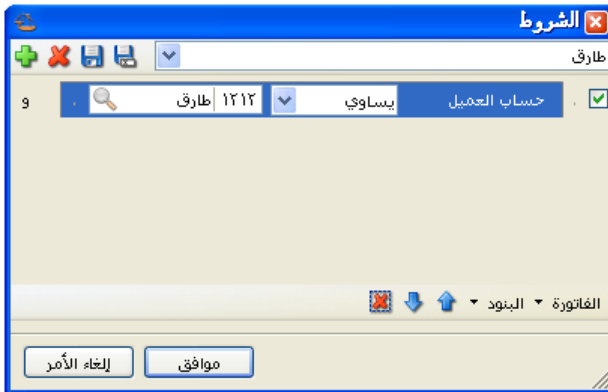 الشروط
طارق
حساب العميل يساوي ١٢١٢ طارق و
الفاتورة البنود
موافق إلغاء الأمر